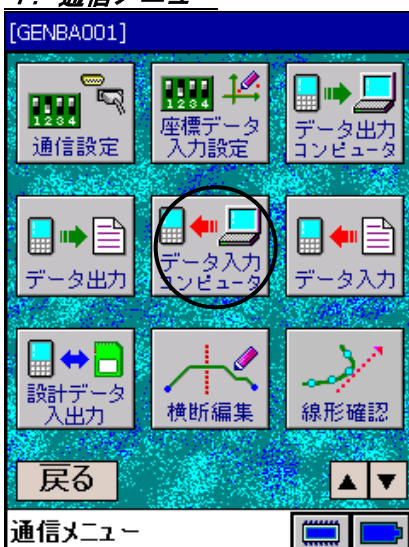 1. 通信メニュー
[GENBA001]
1234
通信設定
1234
座標データ
入力設定
データ出力
コンピュータ
データ出力
データ入力
コンピュータ
データ入力
設計データ
入出力
横断編集
線形確認
戻る
通信メニュー